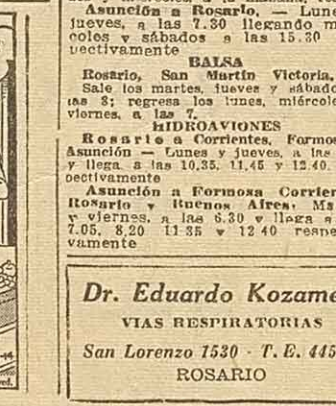 Asunción a Rosario. — Lune
jueves, a las 7.30 llegando m
coles y sábados a las 15.30
pectivamente
BALSA
Rosario, San Martín Victoria.
Sale los martes, jueves y sábado
las 8; regresa los lunes, miércol
viernes, a las 7.
HIDROAVIONES
Rosario a Corrientes, Formos
Asunción — Lunes y jueves, a las
y llega a las 10.35, 11.45 y 12.40.
pectivamente
Asunción a Formosa Corrien
Rosario y Buenos Aires. Ma
y viernes, a las 6.30 y llega a
7.05, 8.20 11.35 y 12.40 respe
vamente
Dr. Eduardo Kozame
VIAS RESPIRATORIAS
San Lorenzo 1530 - T. E. 445
ROSARIO